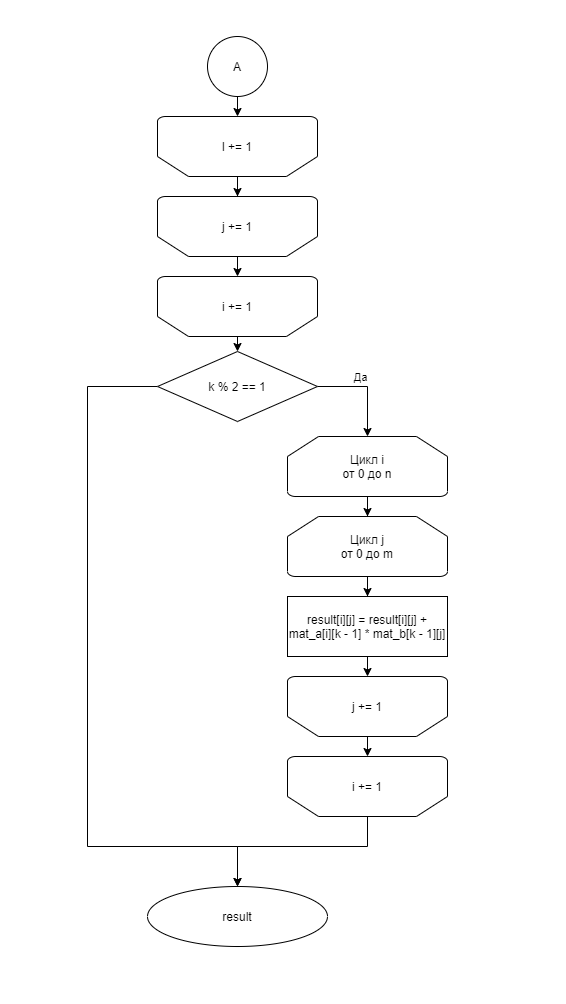 A
l += 1
j += 1
i += 1
k % 2 == 1
Да
Цикл i
от 0 до n
Цикл j
от 0 до m
result[i][j] = result[i][j] +
mat_a[i][k - 1] * mat_b[k - 1][j]
j += 1
i += 1
result